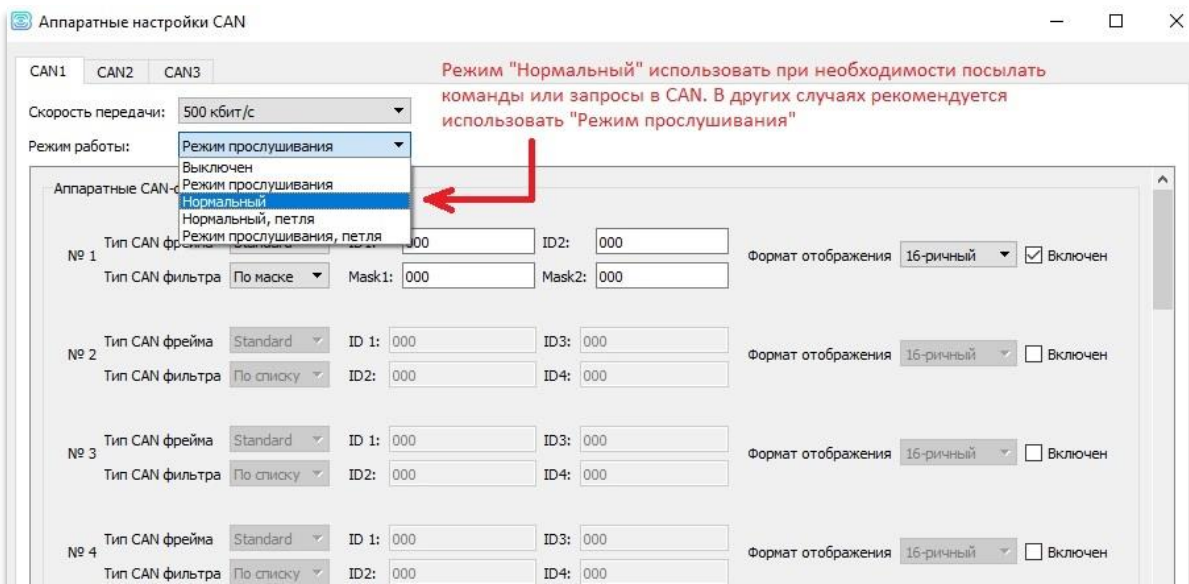 Аппаратные настройки CAN
CAN1 CAN2 CAN3
Режим "Нормальный" использовать при необходимости посылать
команды или запросы в CAN. В других случаях рекомендуется
использовать "Режим прослушивания"
Скорость передачи: 500 кбит/с
Режим работы: Режим прослушивания
Выключен
Режим прослушивания
Нормальный
Нормальный, петля
Режим прослушивания, петля
Аппаратные CAN-
№ 1
Тип CAN 000 ID2: 000
Тип CAN фильтра По маске Mask1: 000 Mask2: 000
Формат отображения 16-ричный Включен
№ 2
Тип CAN фрейма Standard ID 1: 000 ID3: 000
Тип CAN фильтра По списку ID2: 000 ID4: 000
Формат отображения 16-ричный Включен
№ 3
Тип CAN фрейма Standard ID 1: 000 ID3: 000
Тип CAN фильтра По списку ID2: 000 ID4: 000
Формат отображения 16-ричный Включен
№ 4
Тип CAN фрейма Standard ID 1: 000 ID3: 000
Тип CAN фильтра По списку ID2: 000 ID4: 000
Формат отображения 16-ричный Включен